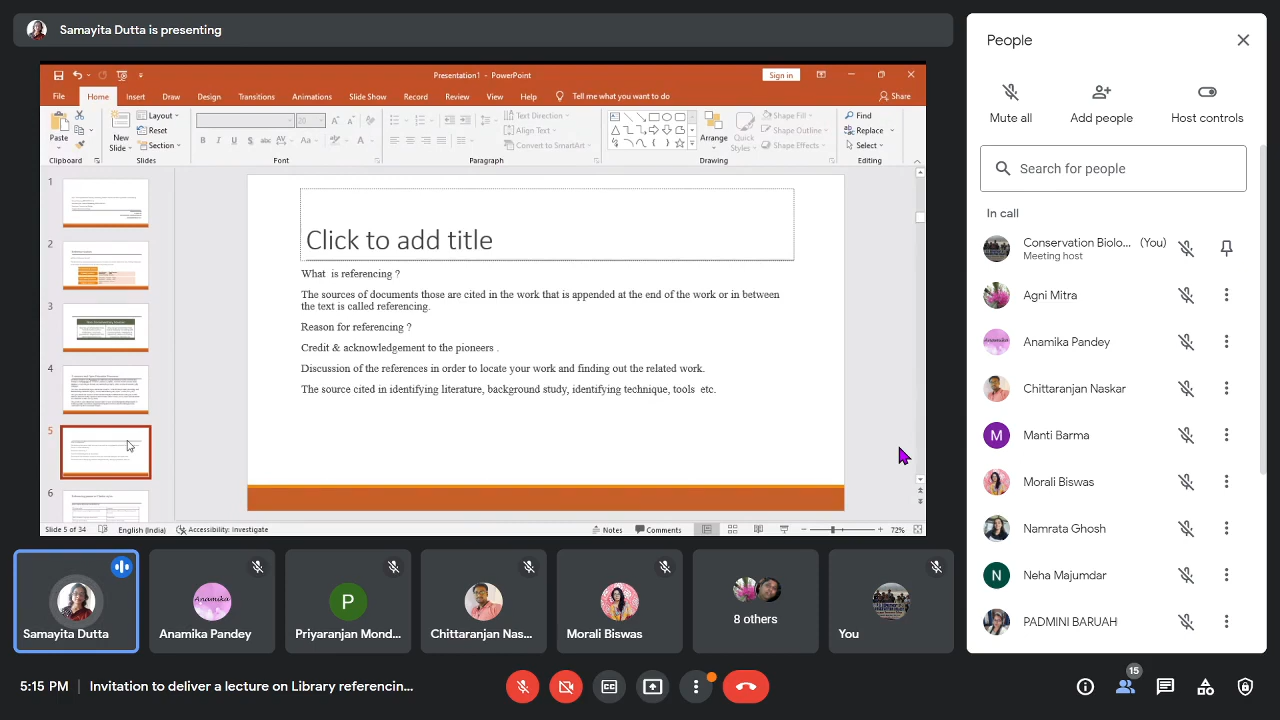 Samayita Dutta is presenting
Presentation1 - PowerPoint
Sign in
File Home Insert Draw Design Transitions Animations Slide Show Record Review View Help Tell me what you want to do Share
Paste
Clipboard
New Slide
Layout
Reset
Section
Slides
20
Font
Text Direction
Align Text
Convert to SmartArt
Paragraph
Arrange
Quick Styles
Shape Fill
Shape Outline
Shape Effects
Drawing
Find
Replace
Select
Editing
1
2
3
4
5
6
Click to add title
What is referencing ?
The sources of documents those are cited in the work that is appended at the end of the work or in between
the text is called referencing.
Reason for referencing ?
Credit & acknowledgement to the pioneers .
Discussion of the references in order to locate your work and finding out the related work.
The source cited in identifying literature, background study, identifying technique, tools etc.
Slide 5 of 34 English (India) Accessibility: Investigate Notes Comments 72%
Samayita Dutta
Anamika
Anamika Pandey
P
Priyaranjan Mond...
Chittaranjan Nas...
Morali Biswas
8 others
You
5:15 PM | Invitation to deliver a lecture on Library referencin...
CC
15
People
Mute all
Add people
Host controls
Search for people
In call
Conservation Biolo... (You)
Meeting host
Agni Mitra
Anamika Pandey
Chittaranjan Naskar
M
Manti Barma
Morali Biswas
Namrata Ghosh
N
Neha Majumdar
PADMINI BARUAH